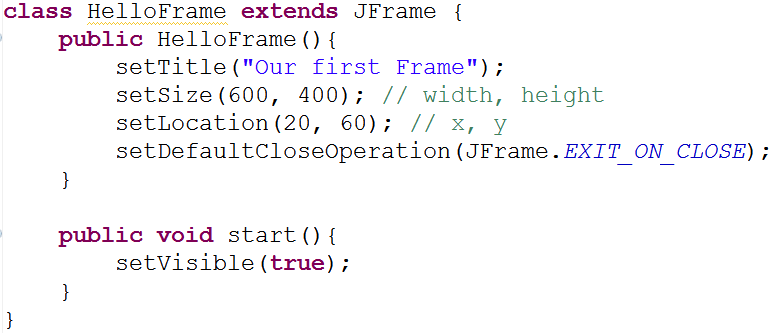 class HelloFrame extends JFrame {
    public HelloFrame(){
        setTitle("Our first Frame");
        setSize(600, 400); // width, height
        setLocation(20, 60); // x, y
        setDefaultCloseOperation(JFrame.EXIT_ON_CLOSE);
    }

    public void start(){
        setVisible(true);
    }
}